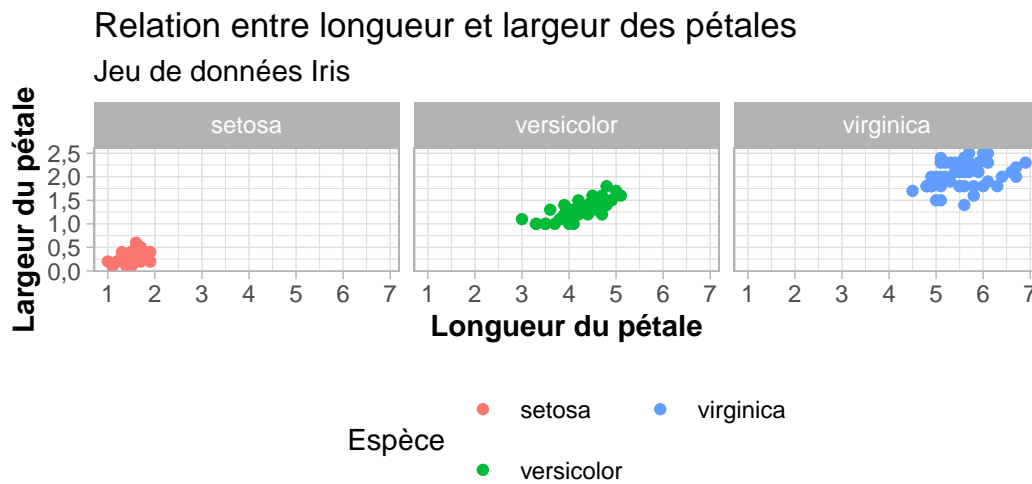 Relation entre longueur et largeur des pétales
Jeu de données Iris
setosa versicolor virginica
Largeur du pétale
2,5
2,0
1,5
1,0
0,5
0,0
1 2 3 4 5 6 7 1 2 3 4 5 6 7 1 2 3 4 5 6 7
Longueur du pétale
Espèce
setosa virginica
versicolor